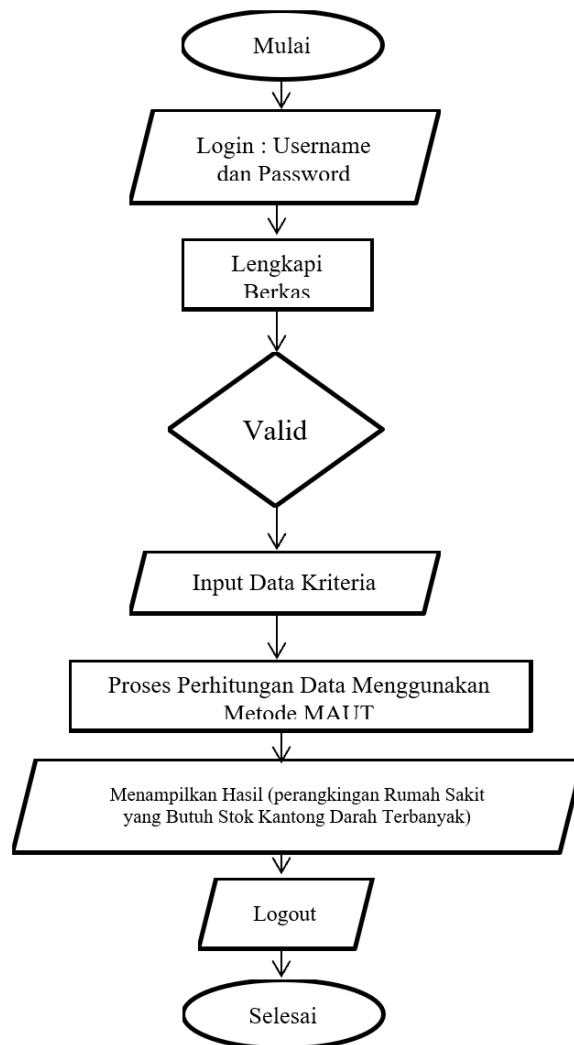 Mulai
Login : Username
dan Password
Lengkapi
Berkas
Valid
Input Data Kriteria
Proses Perhitungan Data Menggunakan
Metode MAUT
Menampilkan Hasil (perangkingan Rumah Sakit
yang Butuh Stok Kantong Darah Terbanyak)
Logout
Selesai